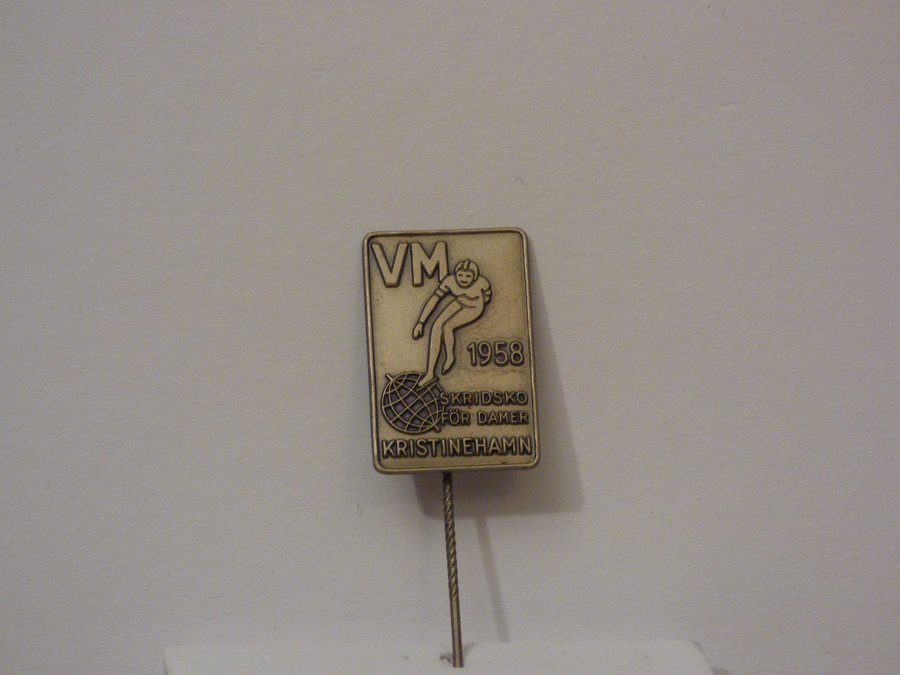 VM
1958
SKRIDSKO
FÖR DAMER
KRISTINEHAMN